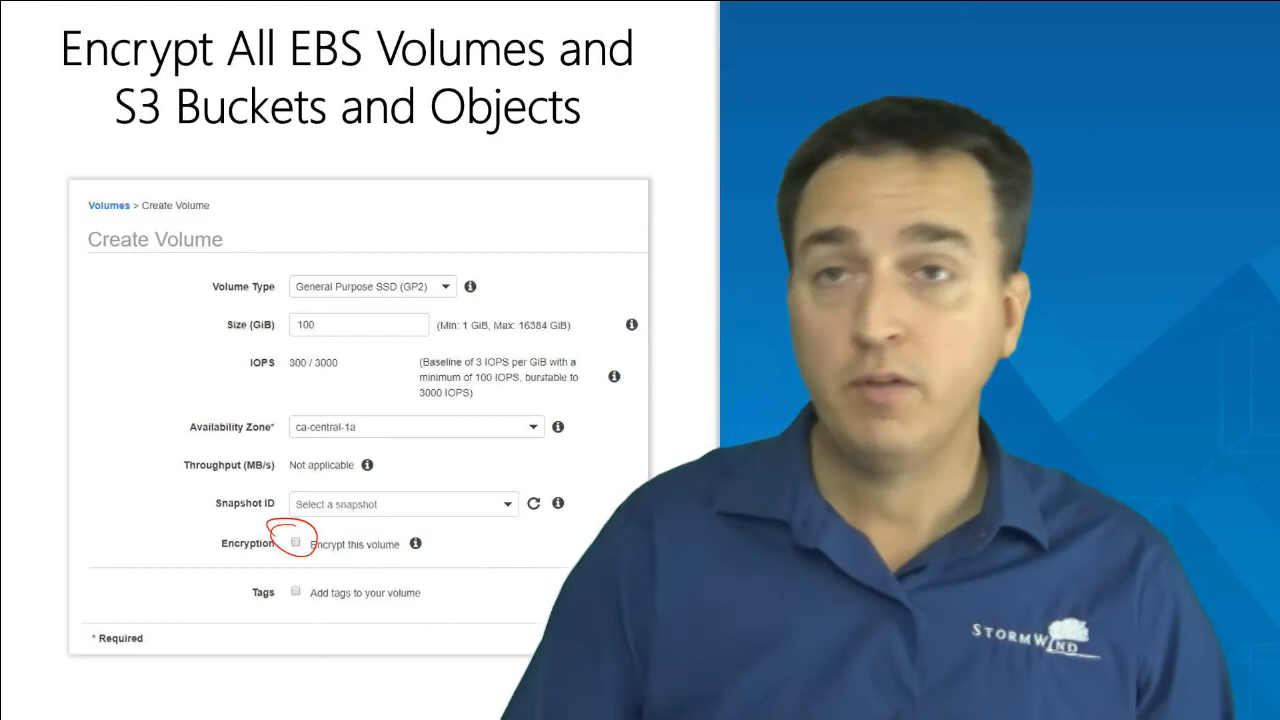 Encrypt All EBS Volumes and
S3 Buckets and Objects
Volumes > Create Volume
Create Volume
Volume Type General Purpose SSD (GP2)
Size (GiB) 100 (Min: 1 GiB, Max: 16384 GiB)
IOPS 300 / 3000 (Baseline of 3 IOPS per GiB with a
minimum of 100 IOPS, burstable to
3000 IOPS)
Availability Zone* ca-central-1a
Throughput (MB/s) Not applicable
Snapshot ID Select a snapshot
Encryption Encrypt this volume
Tags Add tags to your volume
* Required
STORMWIND